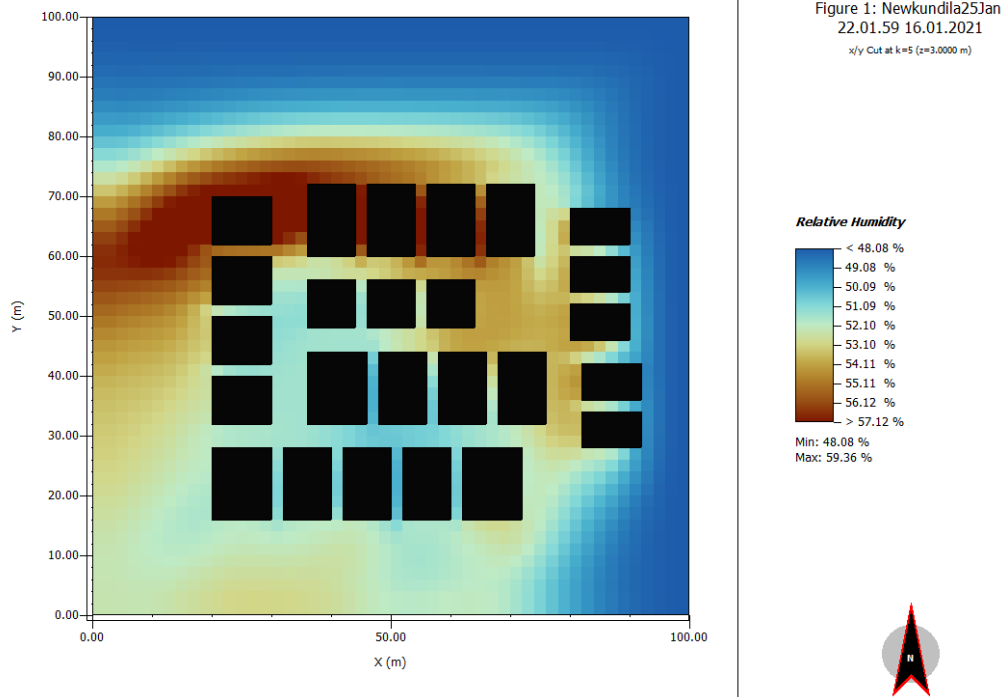 Figure 1: Newkundila25Jan
22.01.59 16.01.2021
x/y Cut at k=5 (z=3.0000 m)
100.00
90.00
80.00
70.00
60.00
50.00
40.00
30.00
20.00
10.00
0.00
Y (m)
0.00 50.00 100.00
X (m)
Relative Humidity
< 48.08 %
49.08 %
50.09 %
51.09 %
52.10 %
53.10 %
54.11 %
55.11 %
56.12 %
> 57.12 %
Min: 48.08 %
Max: 59.36 %
N